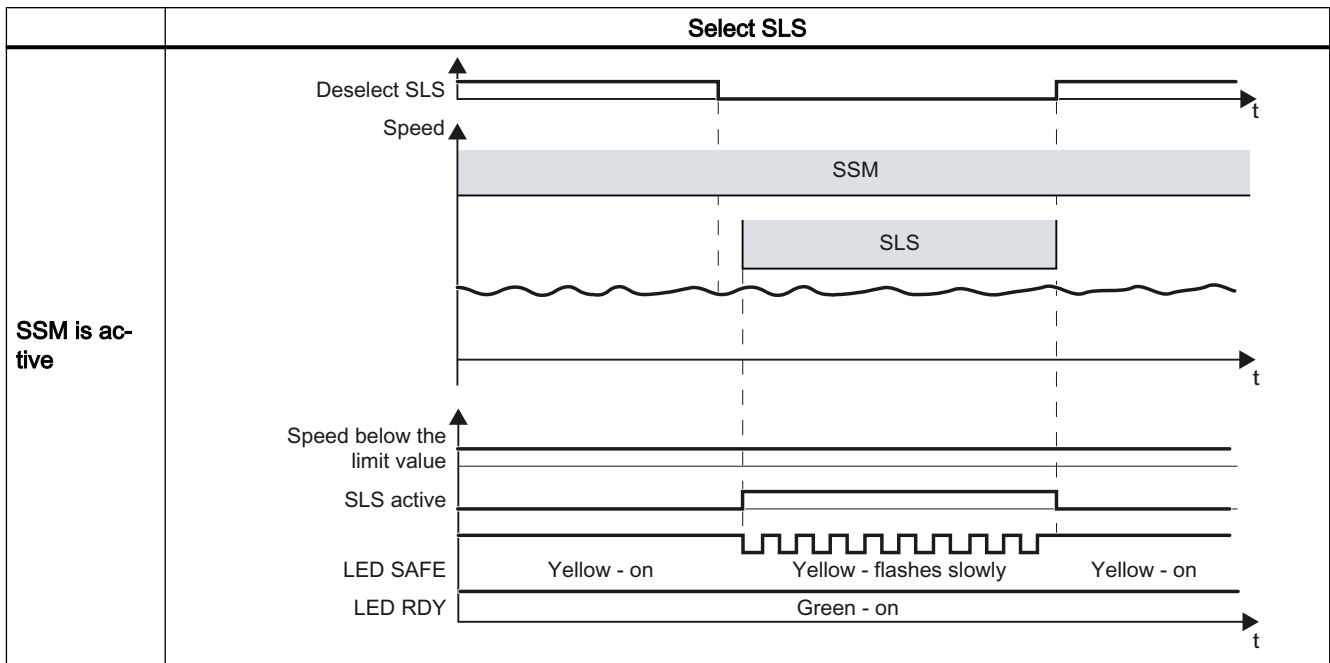 Select SLS
Deselect SLS
t
Speed
SSM
SLS
SSM is ac-
tive
t
Speed below the
limit value
SLS active
LED SAFE
Yellow - on
Yellow - flashes slowly
Yellow - on
LED RDY
Green - on
t